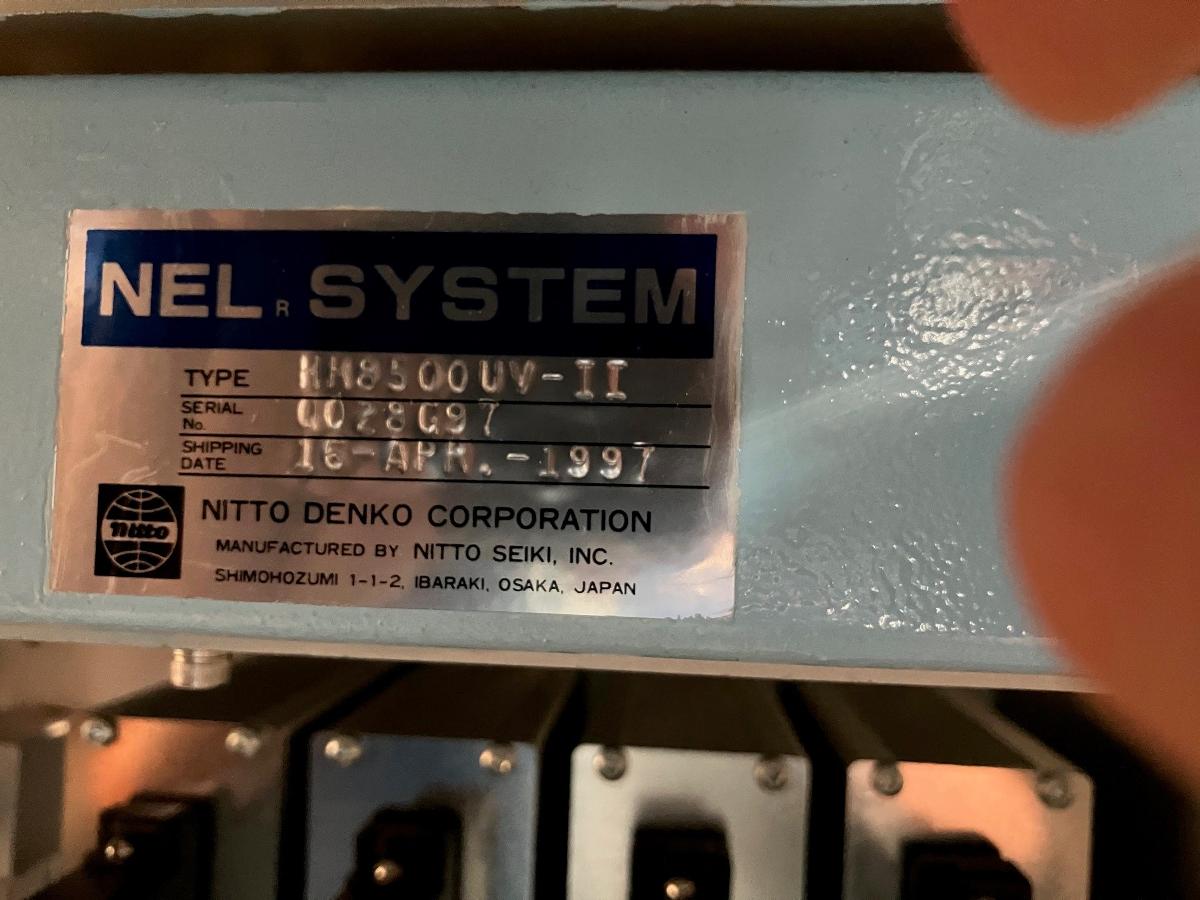 NEL R SYSTEM
TYPE HM8500UV-II
SERIAL No. 0028G97
SHIPPING DATE 16-APR.-1997
Nitto
NITTO DENKO CORPORATION
MANUFACTURED BY NITTO SEIKI, INC.
SHIMOHOZUMI 1-1-2, IBARAKI, OSAKA, JAPAN